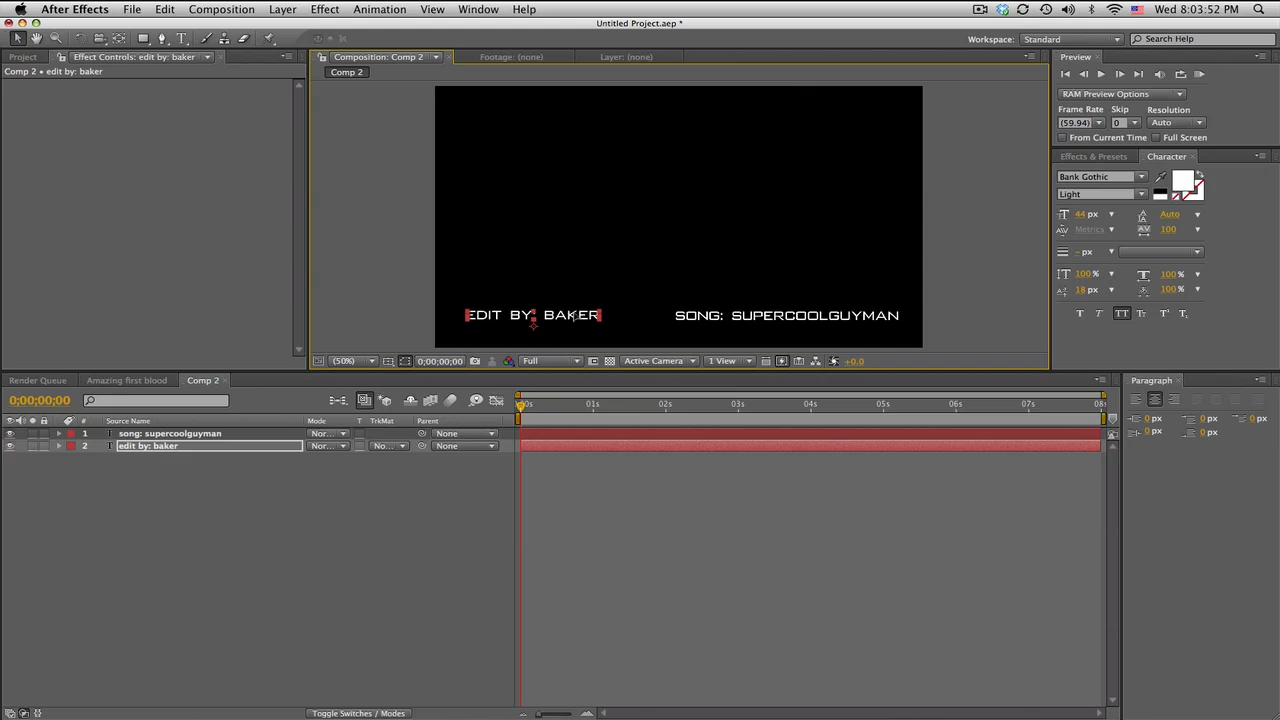 After Effects File Edit Composition Layer Effect Animation View Window Help Wed 8:03:52 PM
Untitled Project.aep *
Workspace: Standard Search Help
Project Effect Controls: edit by: baker Composition: Comp 2 Footage: (none) Layer: (none) Preview
Comp 2 • edit by: baker Comp 2
RAM Preview Options
Frame Rate Skip Resolution
(59.94) 0 Auto
From Current Time Full Screen
Effects & Presets Character
Bank Gothic
Light
44 px Auto
Metrics 100
- px
100 % 100 %
18 px 100 %
T T TT Tr T¹ T,
EDIT BY: BAKER SONG: SUPERCOOLGUYMAN
(50%) 0;00;00;00 Full Active Camera 1 View +0.0
Render Queue Amazing first blood Comp 2 Paragraph
0;00;00;00
0 px 0 px 0 px
0 px 0 px
:00s 01s 02s 03s 04s 05s 06s 07s 08s
# Source Name Mode T TrkMat Parent
1 T song: supercoolguyman Nor... None
2 T edit by: baker Nor... No... None
Toggle Switches / Modes